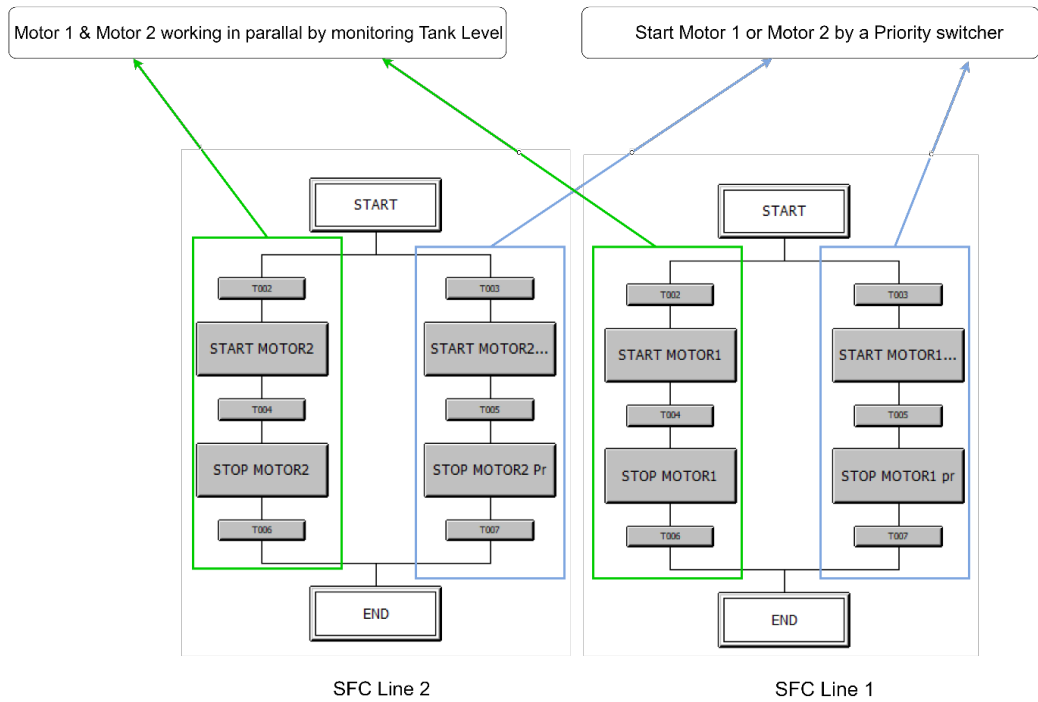 Motor 1 & Motor 2 working in parallal by monitoring Tank Level
Start Motor 1 or Motor 2 by a Priority switcher
START
T002
T003
START MOTOR2
START MOTOR2...
T004
T005
STOP MOTOR2
STOP MOTOR2 Pr
T006
T007
END
SFC Line 2
START
T002
T003
START MOTOR1
START MOTOR1...
T004
T005
STOP MOTOR1
STOP MOTOR1 pr
T006
T007
END
SFC Line 1